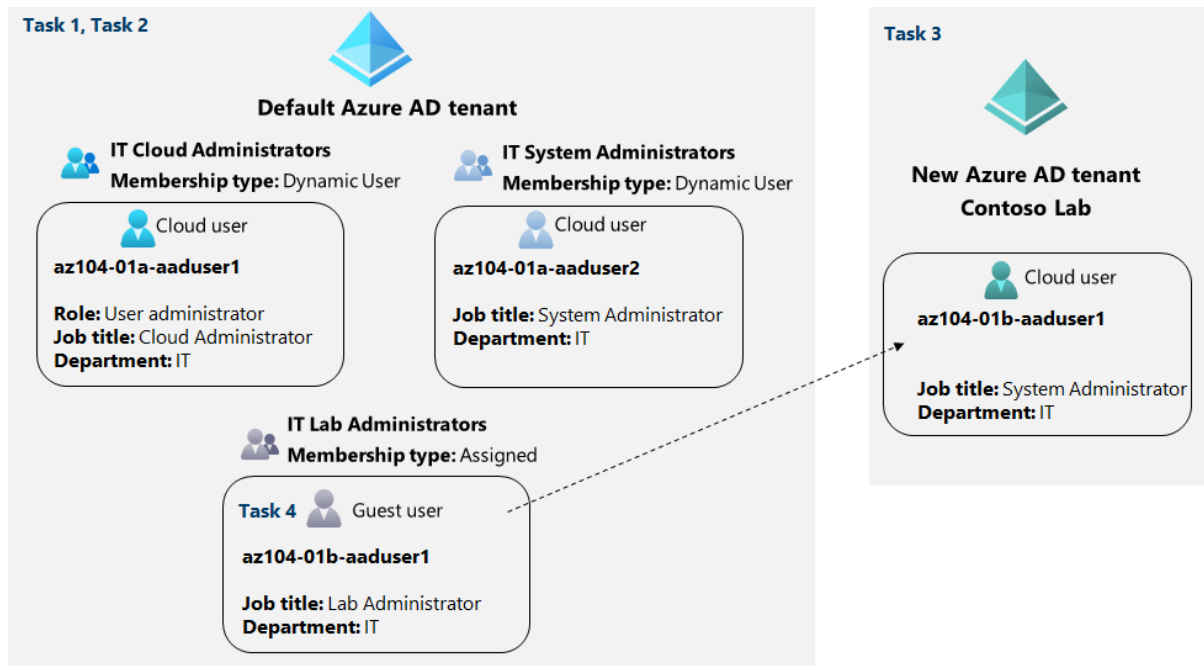 Task 1, Task 2
Default Azure AD tenant
IT Cloud Administrators
Membership type: Dynamic User
Cloud user
az104-01a-aaduser1
Role: User administrator
Job title: Cloud Administrator
Department: IT
IT System Administrators
Membership type: Dynamic User
Cloud user
az104-01a-aaduser2
Job title: System Administrator
Department: IT
IT Lab Administrators
Membership type: Assigned
Task 4
Guest user
az104-01b-aaduser1
Job title: Lab Administrator
Department: IT
Task 3
New Azure AD tenant
Contoso Lab
Cloud user
az104-01b-aaduser1
Job title: System Administrator
Department: IT